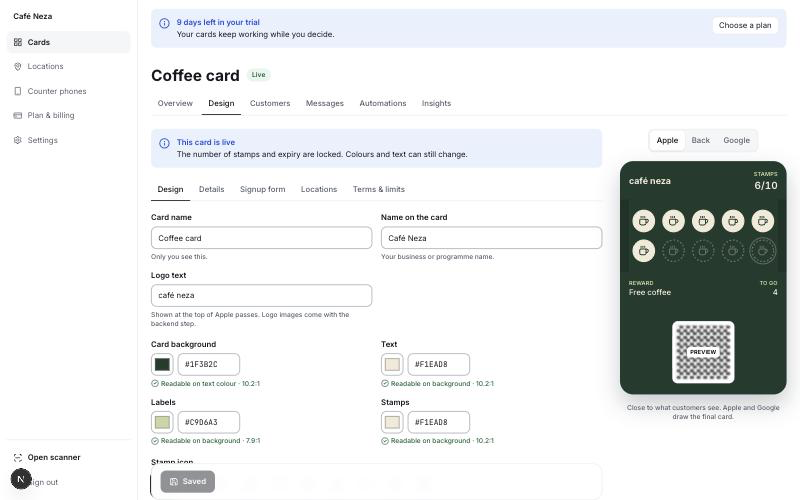 Café Neza
Cards
Locations
Counter phones
Plan & billing
Settings
Open scanner
N
ign out
9 days left in your trial
Your cards keep working while you decide.
Choose a plan
Coffee card
Live
Overview
Design
Customers
Messages
Automations
Insights
This card is live
The number of stamps and expiry are locked. Colours and text can still change.
Design
Details
Signup form
Locations
Terms & limits
Card name
Coffee card
Only you see this.
Name on the card
Café Neza
Your business or programme name.
Logo text
café neza
Shown at the top of Apple passes. Logo images come with the
backend step.
Card background
#1F3B2C
Readable on text colour · 10.2:1
Text
#F1EAD8
Readable on background · 10.2:1
Labels
#C9D6A3
Readable on background · 7.9:1
Stamps
#F1EAD8
Readable on background · 10.2:1
Stamp icon
Saved
Apple
Back
Google
café neza
STAMPS
6/10
REWARD
Free coffee
TO GO
4
PREVIEW
Close to what customers see. Apple and Google
draw the final card.